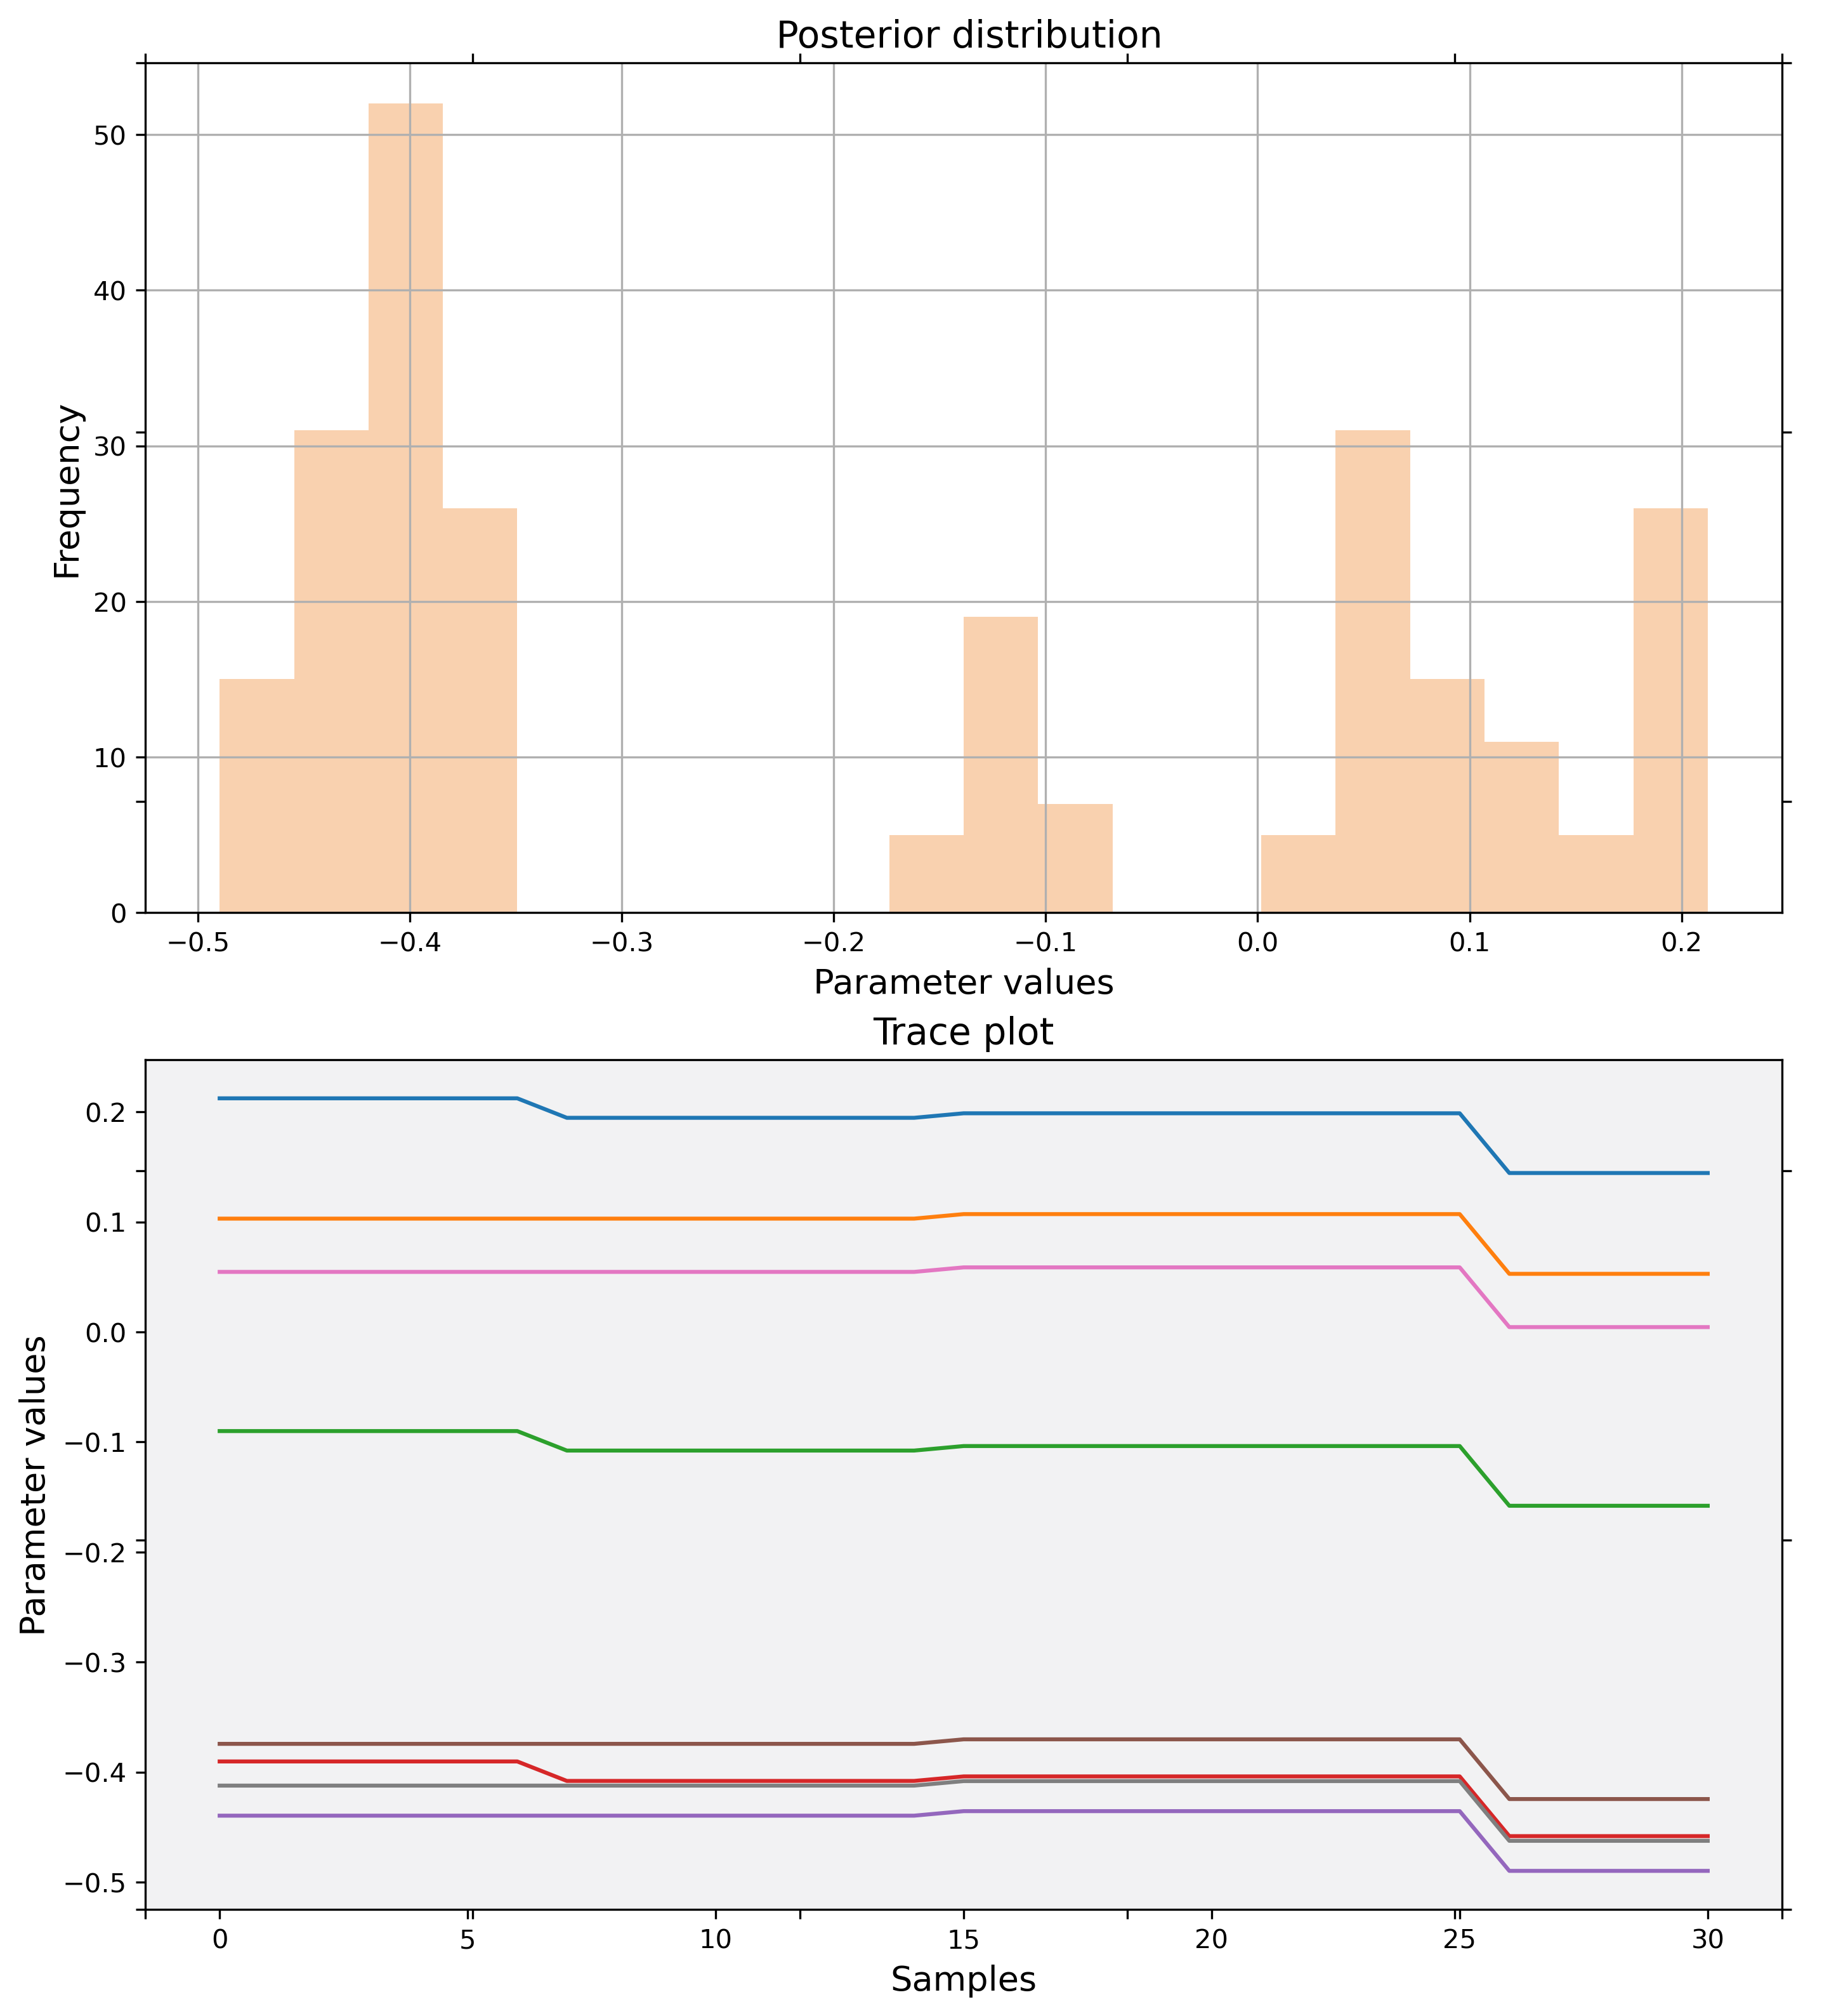 Posterior distribution
50
40
30
20
10
0
Frequency
−0.5 −0.4 −0.3 −0.2 −0.1 0.0 0.1 0.2
Parameter values
Trace plot
0.2
0.1
0.0
−0.1
−0.2
−0.3
−0.4
−0.5
Parameter values
0 5 10 15 20 25 30
Samples